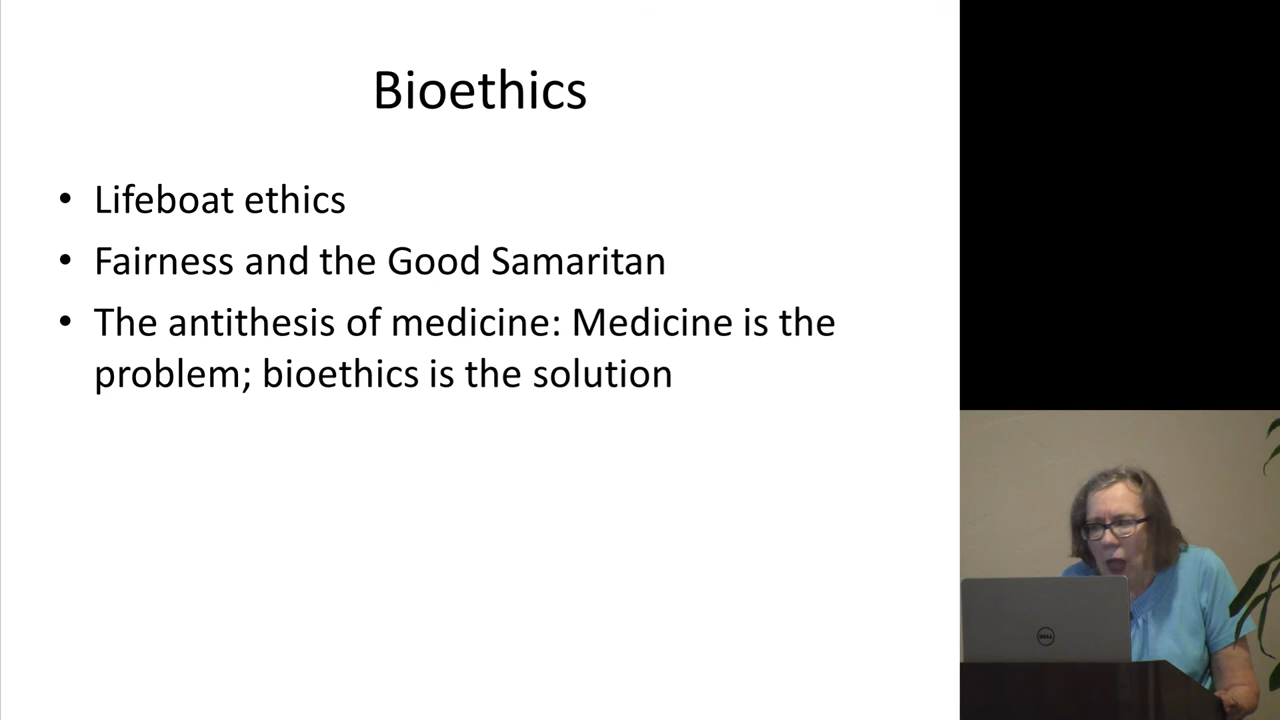 Bioethics
• Lifeboat ethics
• Fairness and the Good Samaritan
• The antithesis of medicine: Medicine is the
problem; bioethics is the solution
DELL